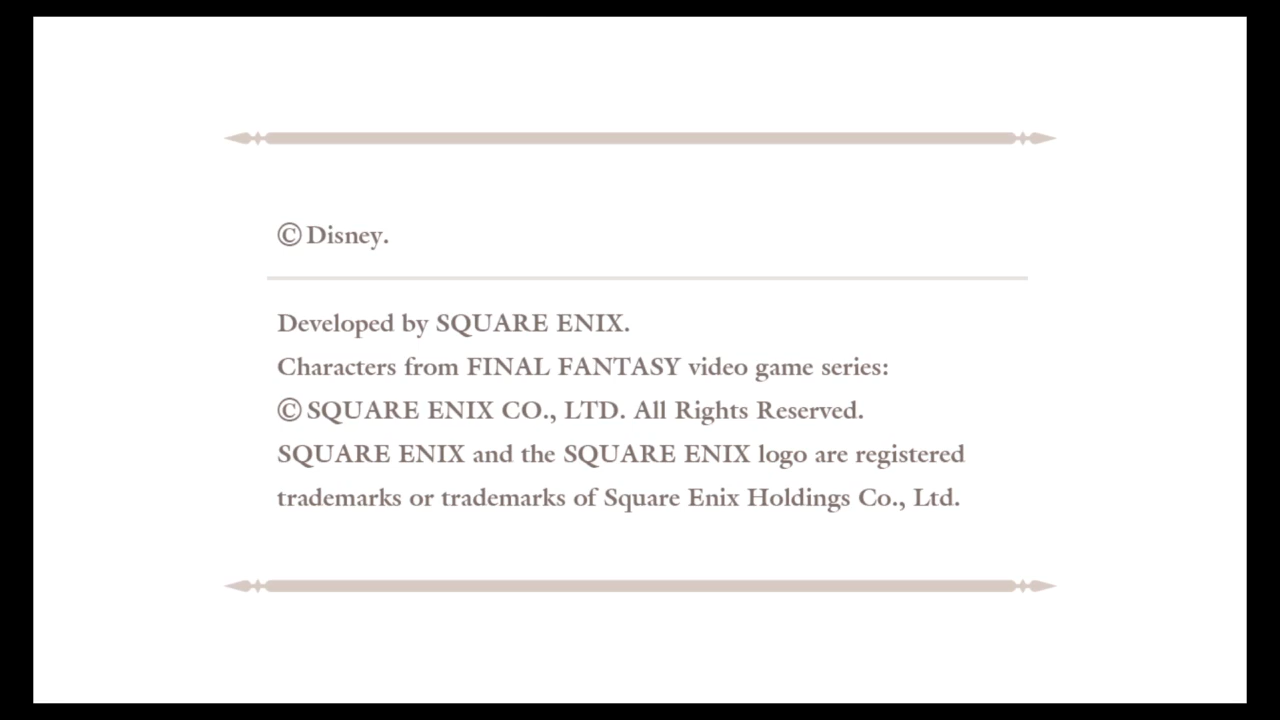 © Disney.
Developed by SQUARE ENIX.
Characters from FINAL FANTASY video game series:
© SQUARE ENIX CO., LTD. All Rights Reserved.
SQUARE ENIX and the SQUARE ENIX logo are registered
trademarks or trademarks of Square Enix Holdings Co., Ltd.